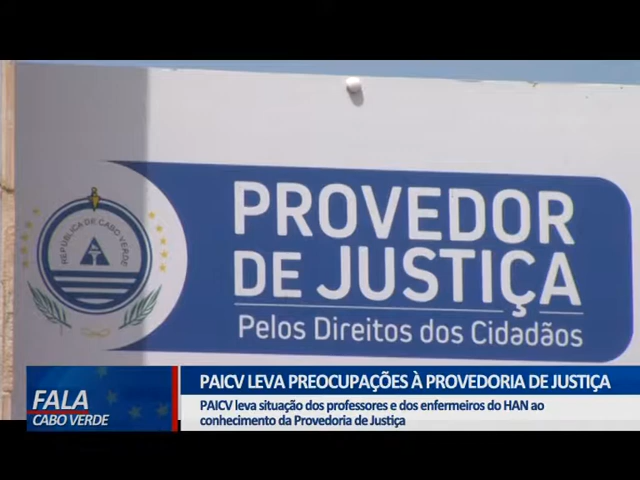 REPÚBLICA DE CABO VERDE
PROVEDOR
DE JUSTIÇA
Pelos Direitos dos Cidadãos
FALA
CABO VERDE
PAICV LEVA PREOCUPAÇÕES À PROVEDORIA DE JUSTIÇA
PAICV leva situação dos professores e dos enfermeiros do HAN ao
conhecimento da Provedoria de Justiça